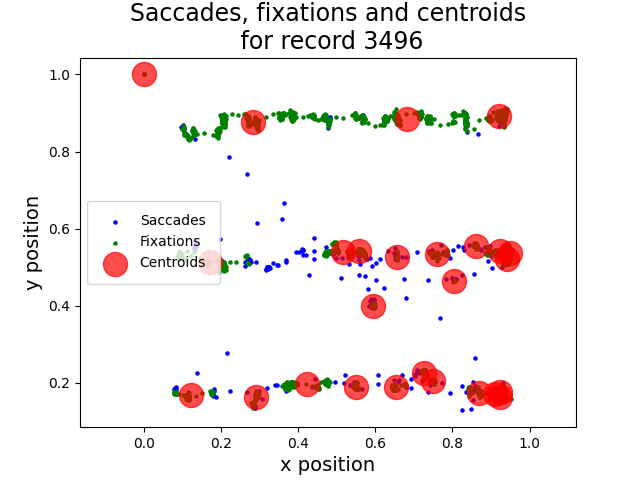 Saccades, fixations and centroids
for record 3496
1.0
0.8
0.6
0.4
0.2
y position
Saccades
Fixations
Centroids
0.0
0.2
0.4
0.6
0.8
1.0
x position